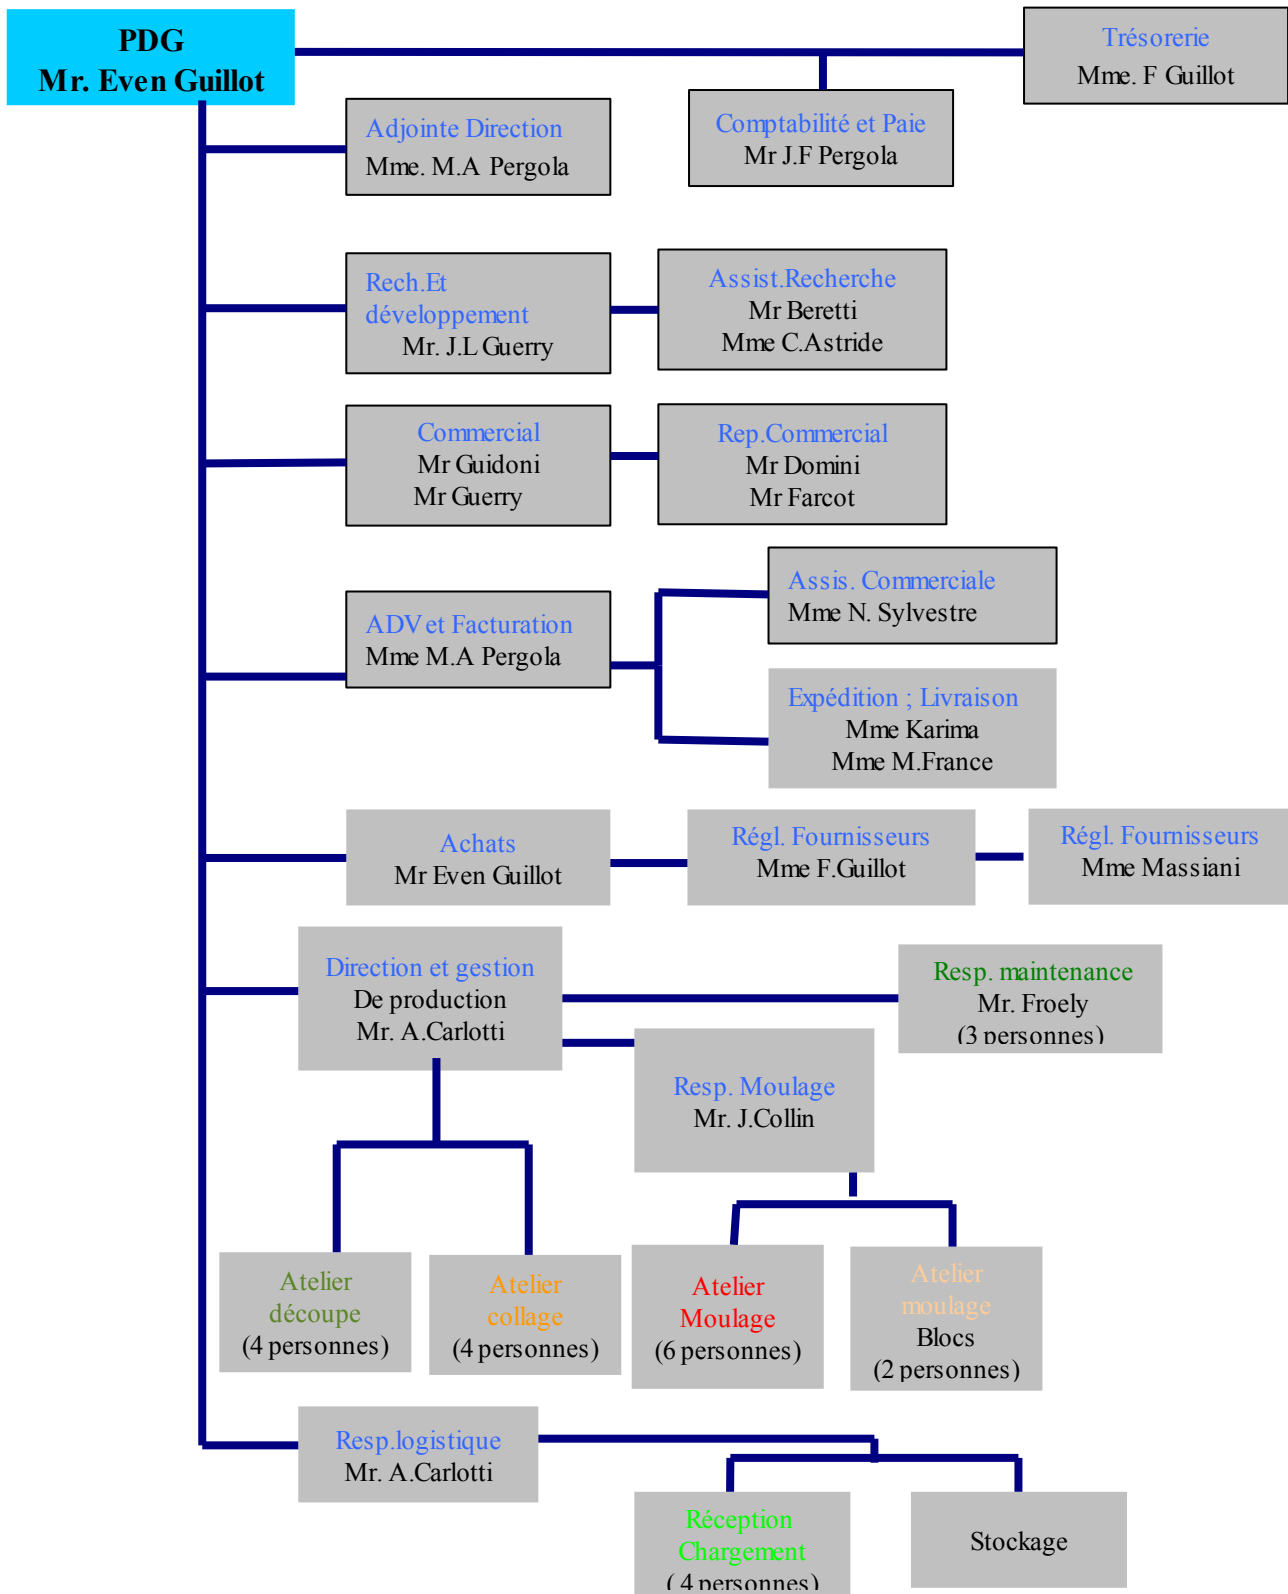 PDG
Mr. Even Guillot
Trésorerie
Mme. F Guillot
Adjointe Direction
Mme. M.A Pergola
Comptabilité et Paie
Mr J.F Pergola
Rech.Et
développement
Mr. J.L Guerry
Assist.Recherche
Mr Beretti
Mme C.Astride
Commercial
Mr Guidoni
Mr Guerry
Rep.Commercial
Mr Domini
Mr Farcot
Assis. Commerciale
Mme N. Sylvestre
ADV et Facturation
Mme M.A Pergola
Expédition ; Livraison
Mme Karima
Mme M.France
Achats
Mr Even Guillot
Régl. Fournisseurs
Mme F.Guillot
Régl. Fournisseurs
Mme Massiani
Direction et gestion
De production
Mr. A.Carlotti
Resp. maintenance
Mr. Froely
(3 personnes)
Resp. Moulage
Mr. J.Collin
Atelier
découpe
(4 personnes)
Atelier
collage
(4 personnes)
Atelier
Moulage
(6 personnes)
Atelier
moulage
Blocs
(2 personnes)
Resp.logistique
Mr. A.Carlotti
Réception
Chargement
( 4 personnes)
Stockage